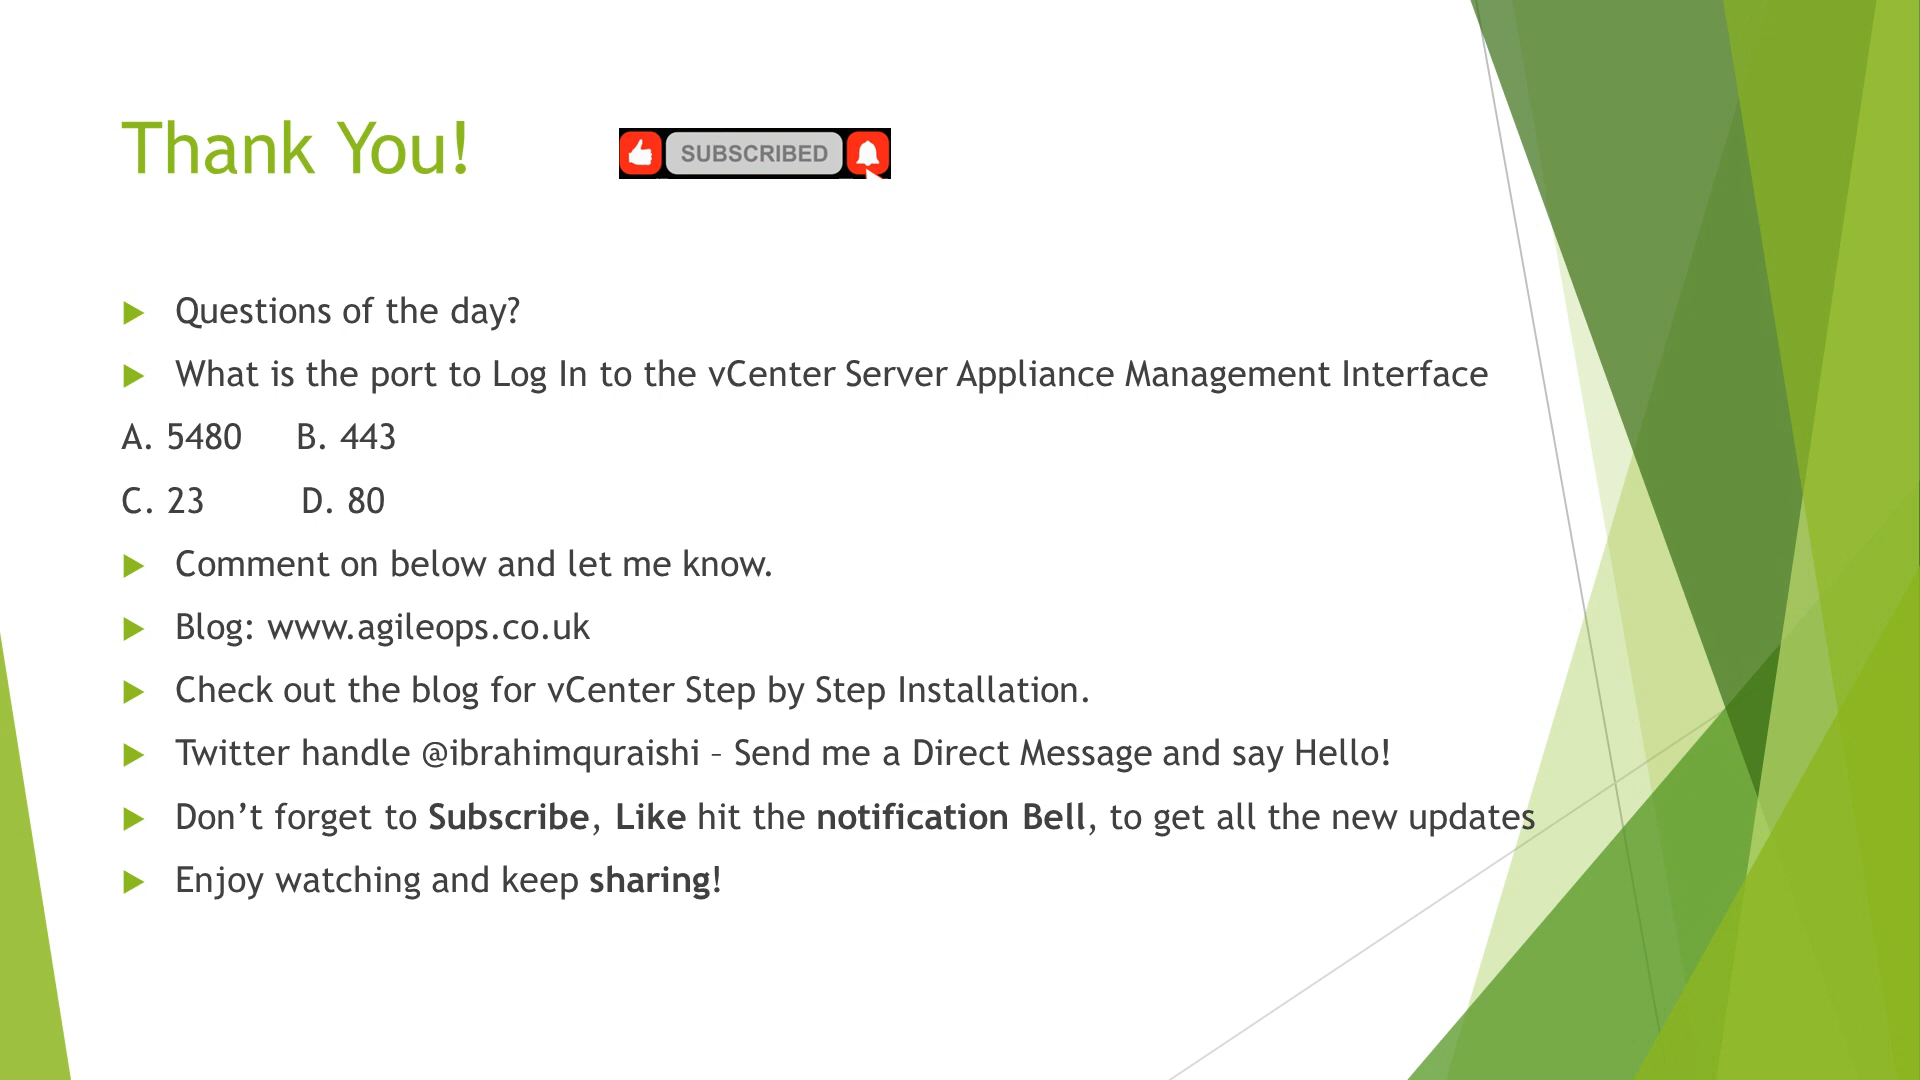 Thank You!
SUBSCRIBED
Questions of the day?
What is the port to Log In to the vCenter Server Appliance Management Interface
A. 5480 B. 443
C. 23 D. 80
Comment on below and let me know.
Blog: www.agileops.co.uk
Check out the blog for vCenter Step by Step Installation.
Twitter handle @ibrahimquraishi – Send me a Direct Message and say Hello!
Don’t forget to Subscribe, Like hit the notification Bell, to get all the new updates
Enjoy watching and keep sharing!